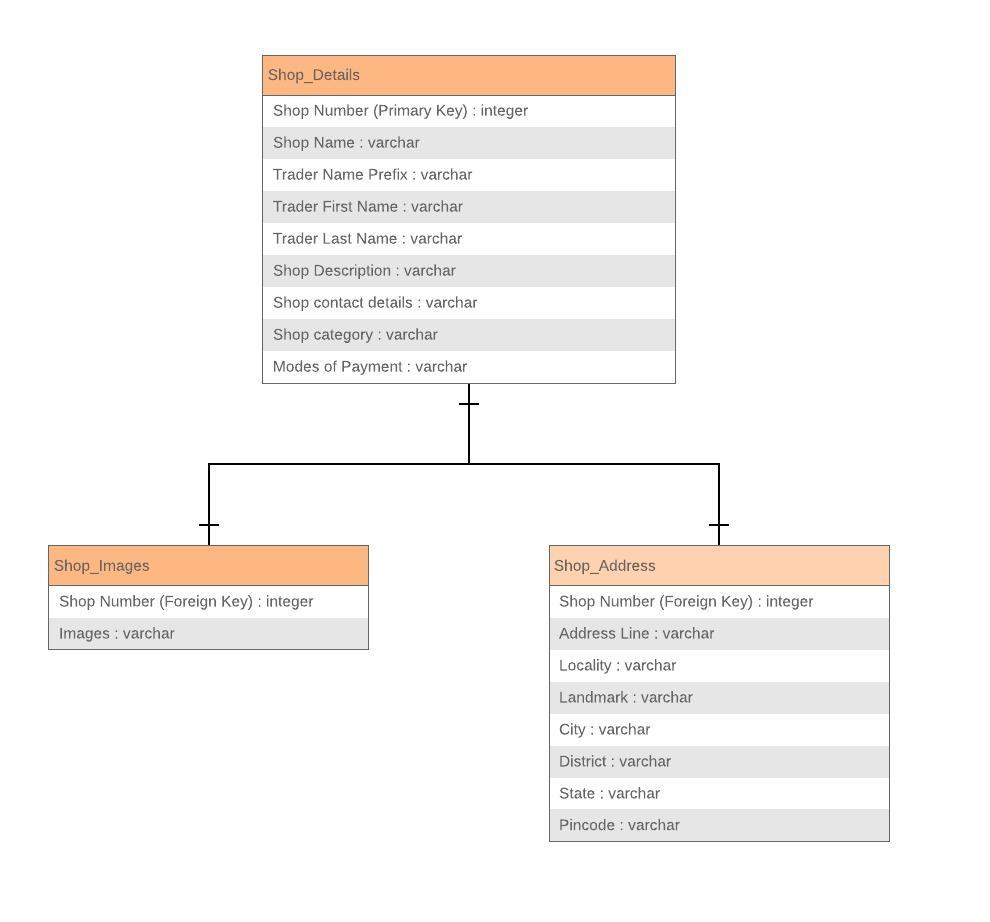 Shop_Details
Shop Number (Primary Key) : integer
Shop Name : varchar
Trader Name Prefix : varchar
Trader First Name : varchar
Trader Last Name : varchar
Shop Description : varchar
Shop contact details : varchar
Shop category : varchar
Modes of Payment : varchar
Shop_Images
Shop Number (Foreign Key) : integer
Images : varchar
Shop_Address
Shop Number (Foreign Key) : integer
Address Line : varchar
Locality : varchar
Landmark : varchar
City : varchar
District : varchar
State : varchar
Pincode : varchar